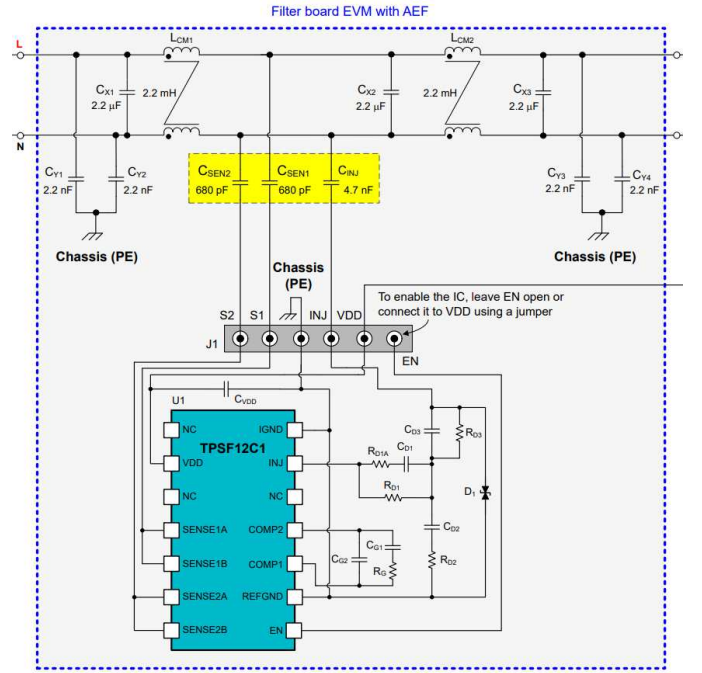 Filter board EVM with AEF
L
LCM1
LCM2
CX1
2.2 μF
2.2 mH
CX2
2.2 μF
2.2 mH
CX3
2.2 μF
N
CY1
2.2 nF
CY2
2.2 nF
CSEN2
680 pF
CSEN1
680 pF
CINJ
4.7 nF
CY3
2.2 nF
CY4
2.2 nF
Chassis (PE)
Chassis (PE)
Chassis
(PE)
To enable the IC, leave EN open or
connect it to VDD using a jumper
S2 S1 INJ VDD
J1
EN
U1
CVDD
TPSF12C1
NC
VDD
NC
SENSE1A
SENSE1B
SENSE2A
SENSE2B
IGND
INJ
NC
COMP2
COMP1
REFGND
EN
CD3
RD3
RD1A
CD1
RD1
D1
CD2
RD2
CG1
CG2
RG